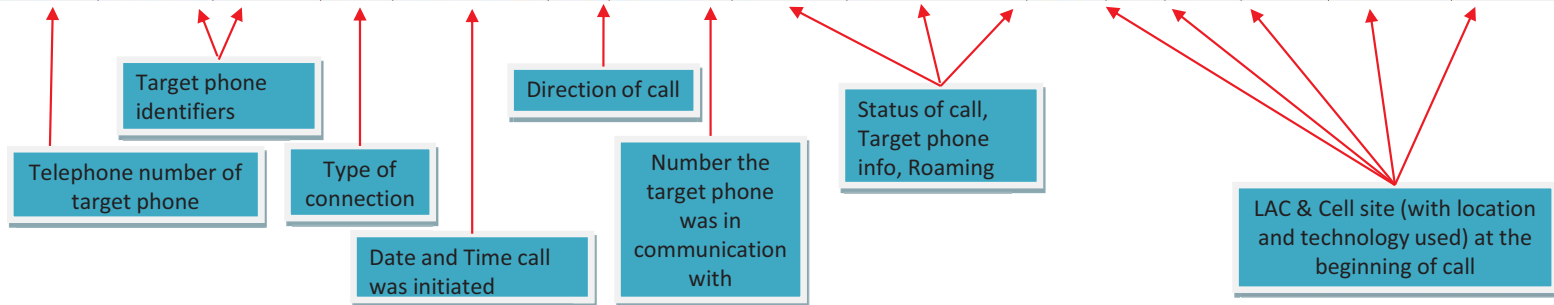 Target phone
identifiers
Telephone number of
target phone
Type of
connection
Date and Time call
was initiated
Direction of call
Number the
target phone
was in
communication
with
Status of call,
Target phone
info, Roaming
LAC & Cell site (with location
and technology used) at the
beginning of call